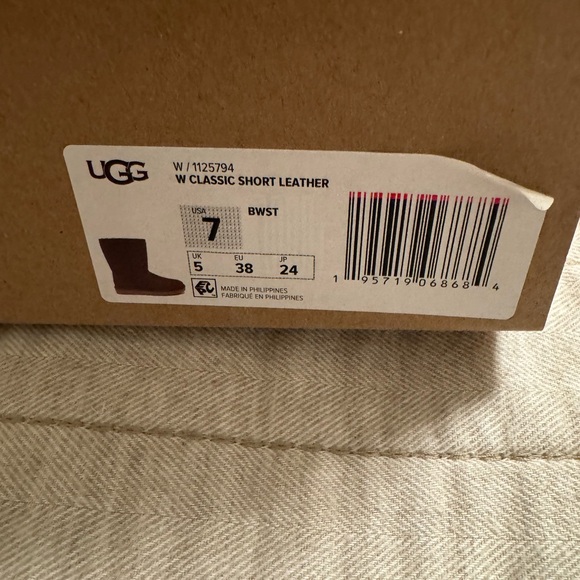 UGG
W / 1125794
W CLASSIC SHORT LEATHER
USA
7
BWST
UK EU JP
5 38 24
MADE IN PHILIPPINES
FABRIQUÉ EN PHILIPPINES
1 95719 06868 4